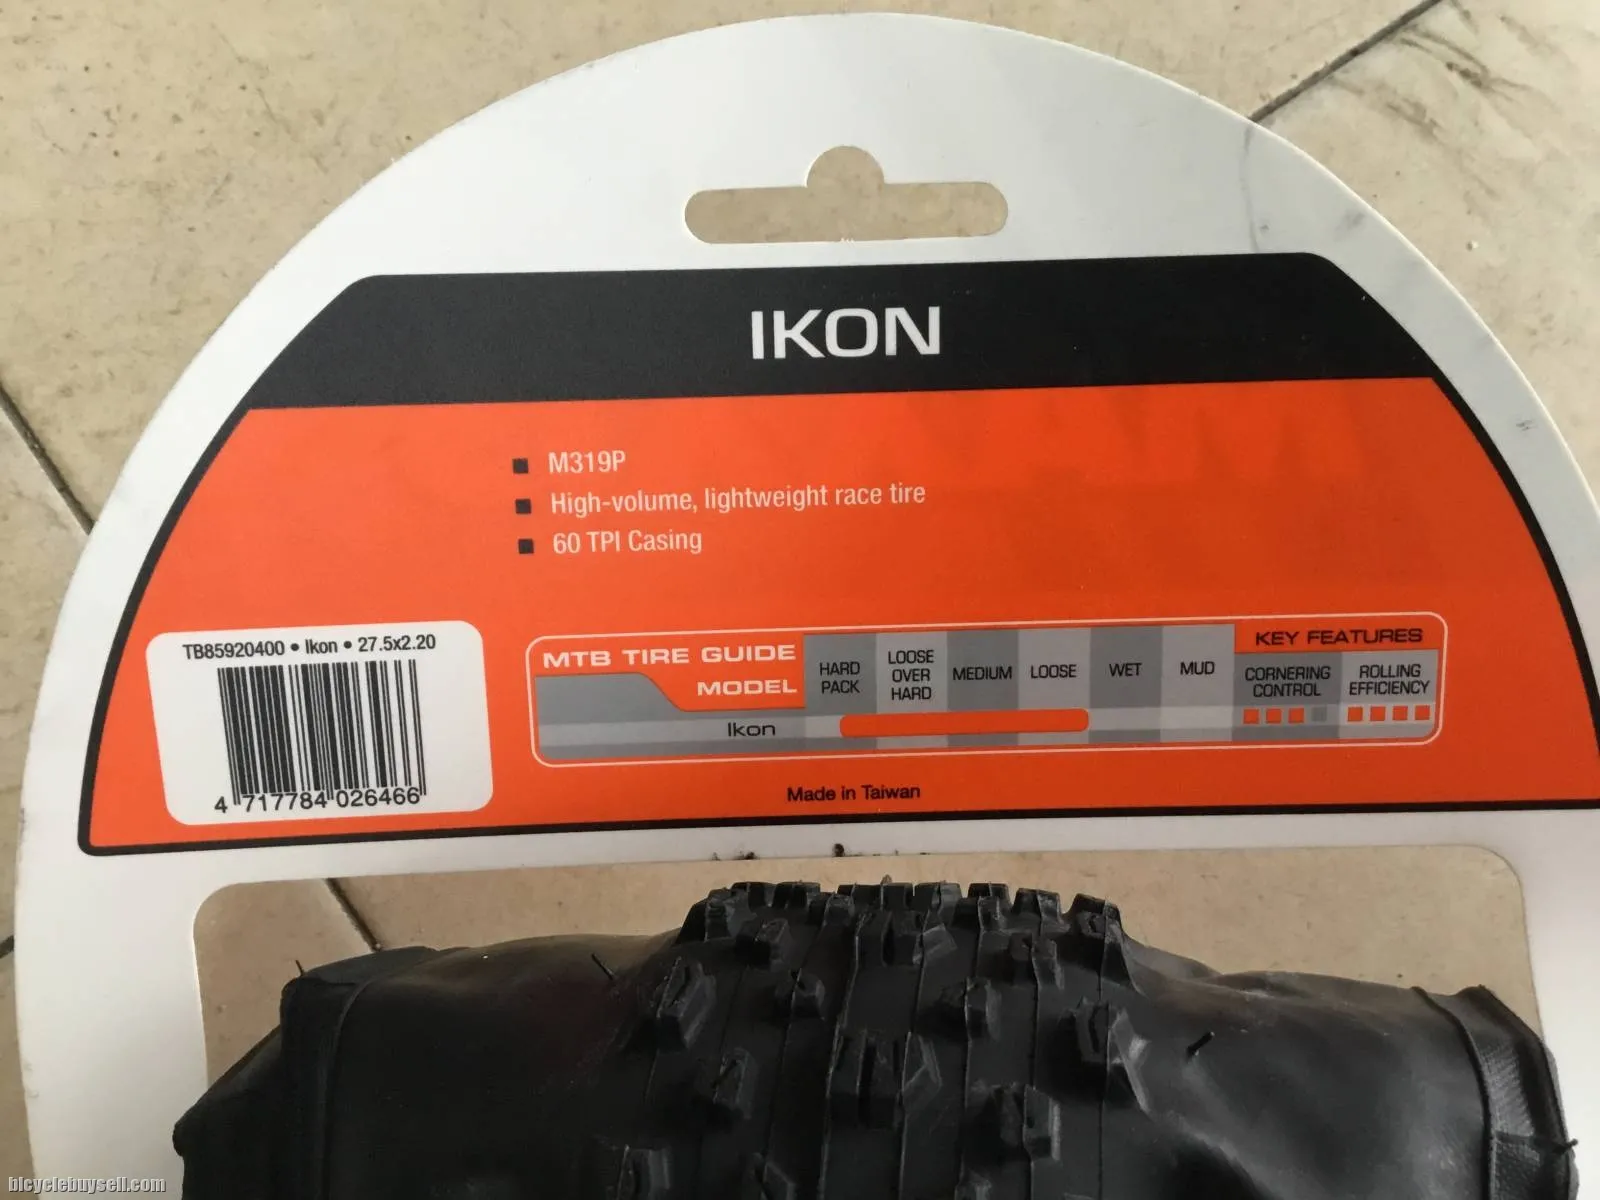 IKON
M319P
High-volume, lightweight race tire
60 TPI Casing
TB85920400 • Ikon • 27.5x2.20
4 717784 026466
MTB TIRE GUIDE
MODEL
HARD
PACK
LOOSE
OVER
HARD
MEDIUM
LOOSE
WET
MUD
KEY FEATURES
CORNERING
CONTROL
ROLLING
EFFICIENCY
Ikon
Made in Taiwan
bicyclebuysell.com